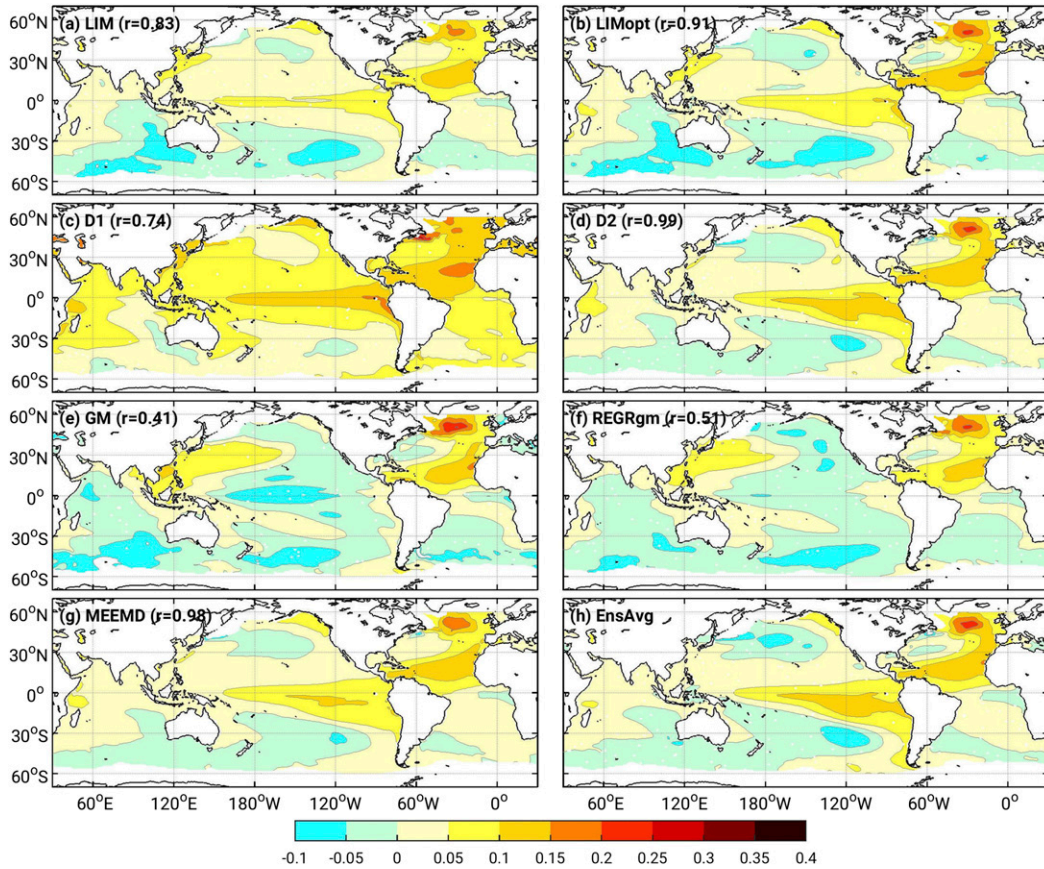 (a) LIM (r=0.83)
(b) LIMopt (r=0.91)
60°N
30°N
0°
30°S
60°S
(c) D1 (r=0.74)
(d) D2 (r=0.99)
60°N
30°N
0°
30°S
60°S
(e) GM (r=0.41)
(f) REGRgm (r=0.51)
60°N
30°N
0°
30°S
60°S
(g) MEEMD (r=0.98)
(h) EnsAvg
60°N
30°N
0°
30°S
60°S
60°E 120°E 180°W 120°W 60°W 0° 60°E 120°E 180°W 120°W 60°W 0°
-0.1 -0.05 0 0.05 0.1 0.15 0.2 0.25 0.3 0.35 0.4